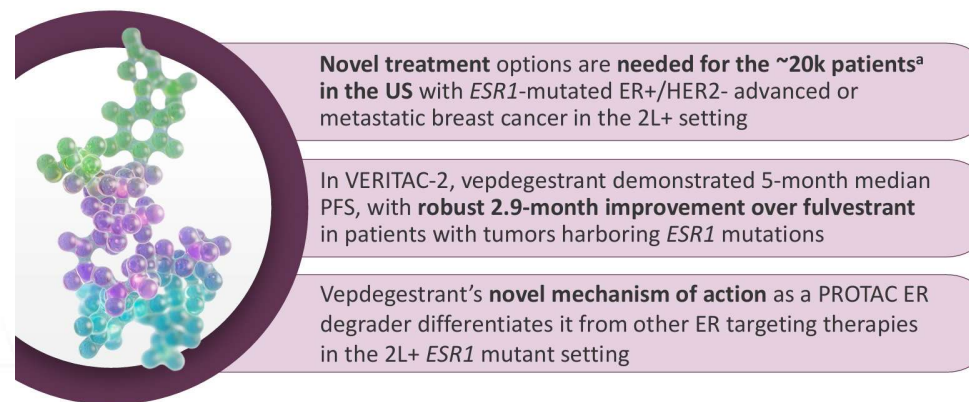 Novel treatment options are needed for the ~20k patientsª
in the US with ESR1-mutated ER+/HER2- advanced or
metastatic breast cancer in the 2L+ setting
In VERITAC-2, vepdegestrant demonstrated 5-month median
PFS, with robust 2.9-month improvement over fulvestrant
in patients with tumors harboring ESR1 mutations
Vepdegestrant’s novel mechanism of action as a PROTAC ER
degrader differentiates it from other ER targeting therapies
in the 2L+ ESR1 mutant setting